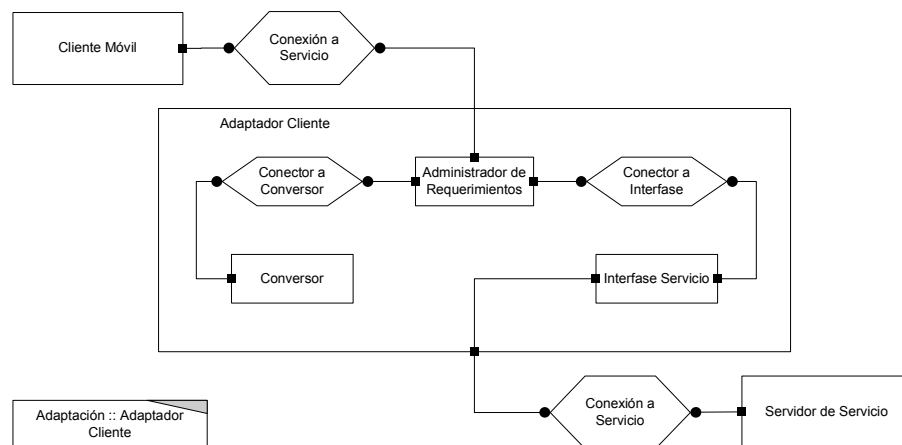 Cliente Móvil
Conexión a
Servicio
Adaptador Cliente
Conector a
Conversor
Administrador de
Requerimientos
Conector a
Interfase
Conversor
Interfase Servicio
Adaptación :: Adaptador
Cliente
Conexión a
Servicio
Servidor de Servicio